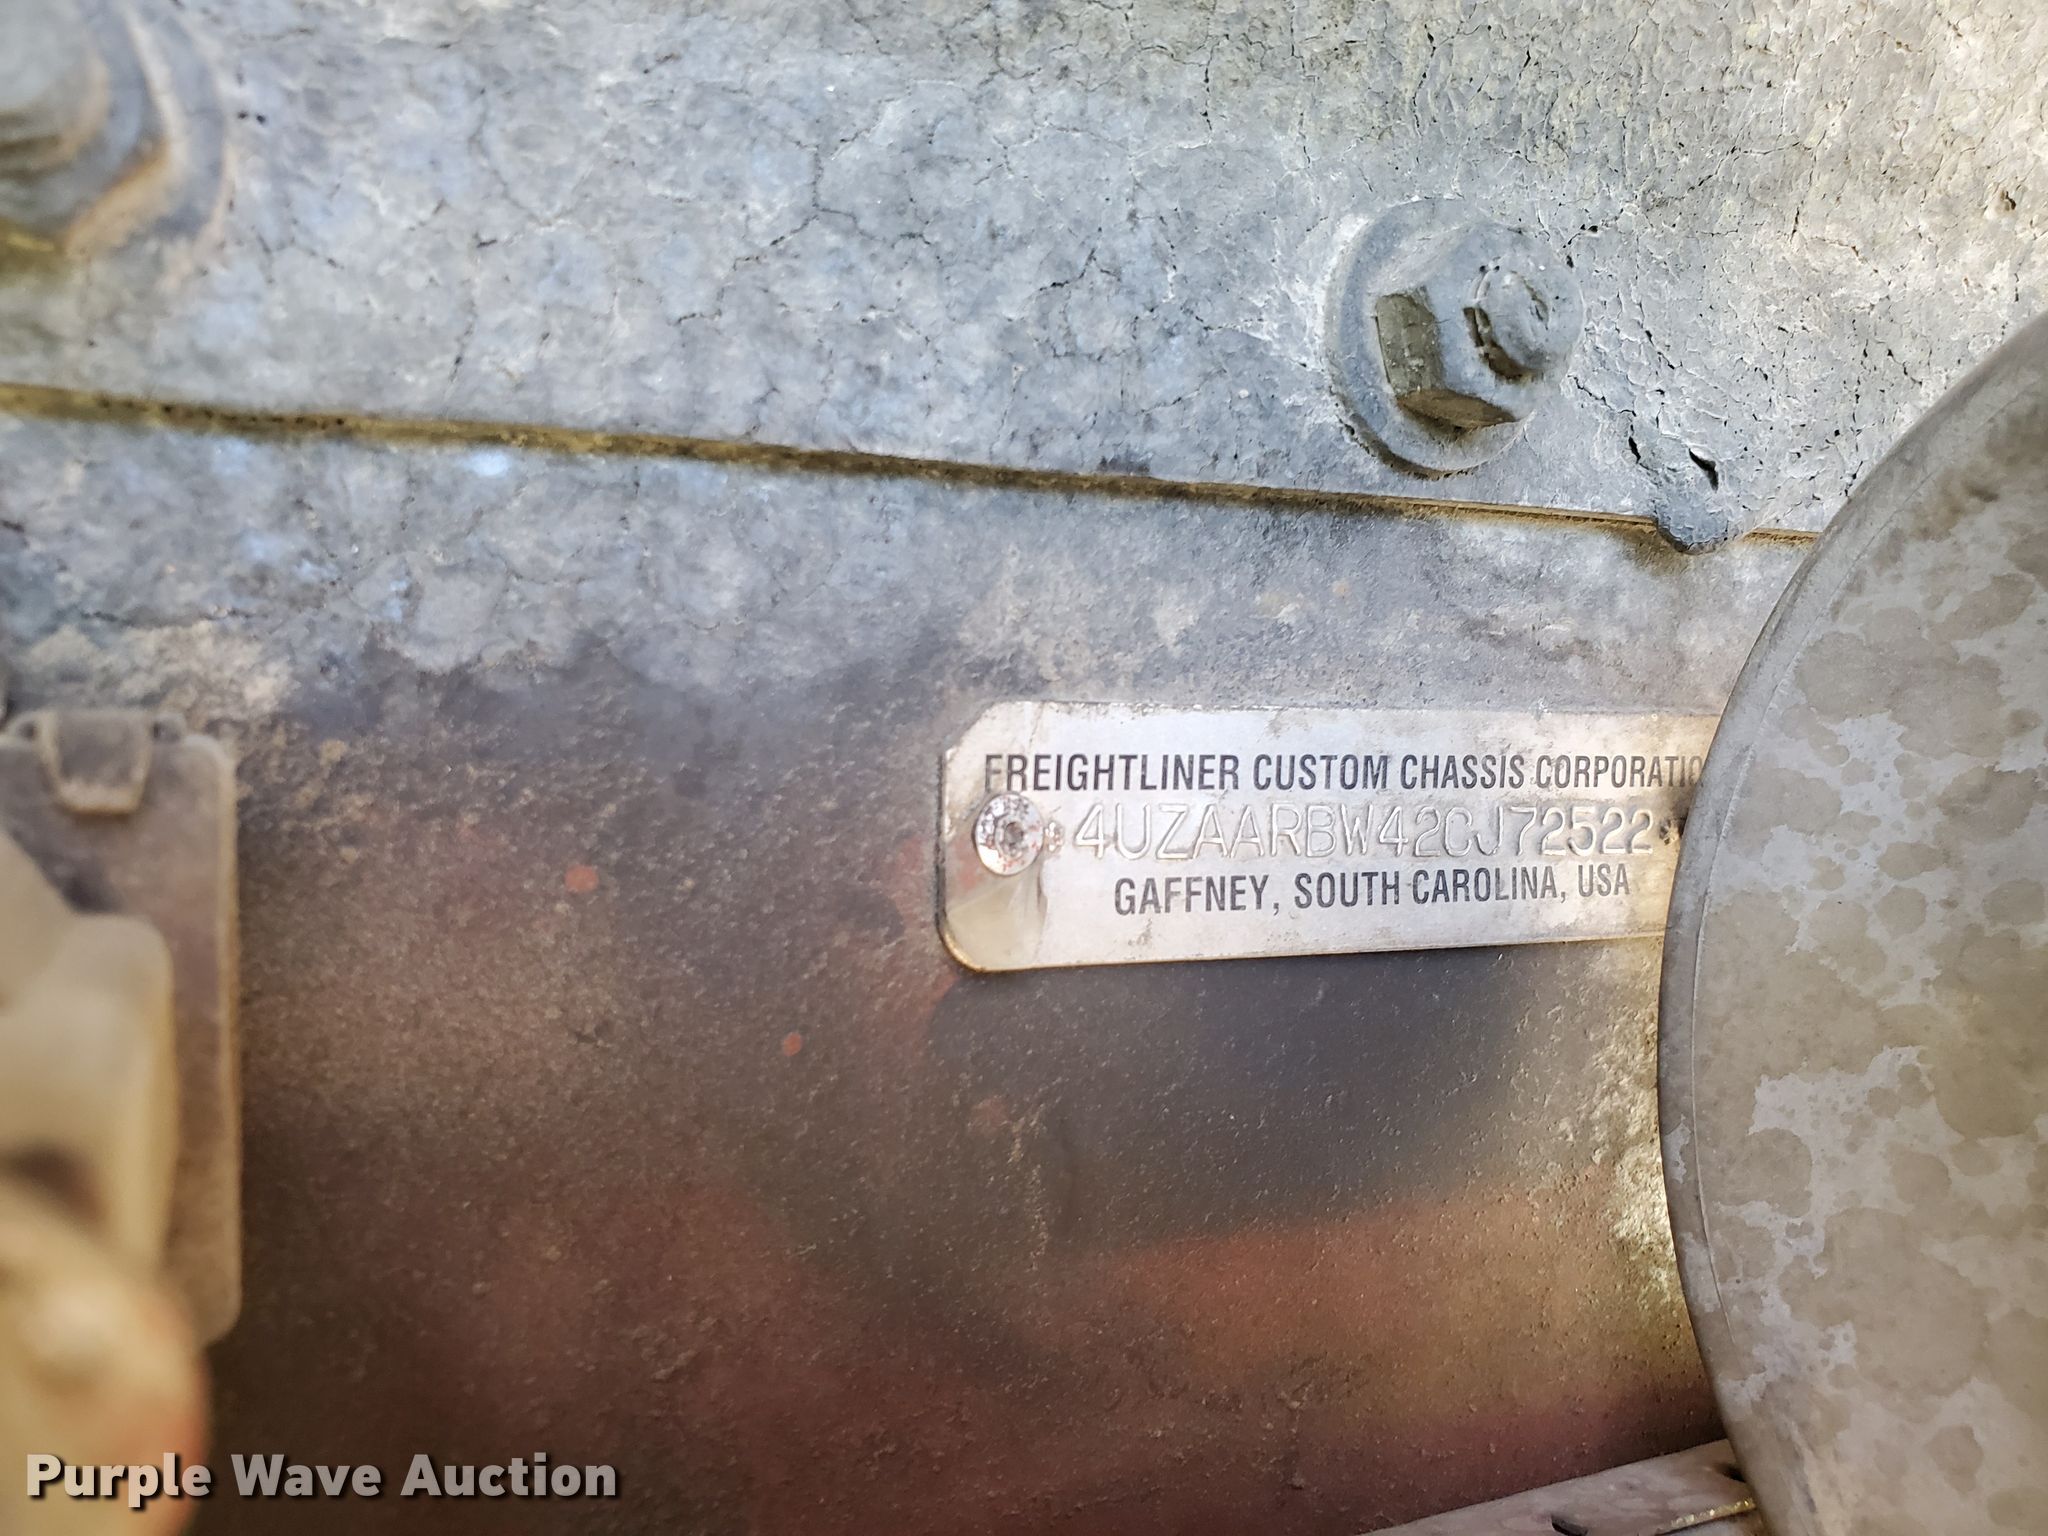 FREIGHTLINER CUSTOM CHASSIS CORPORATIO
4UZAARBW42CJ72522
GAFFNEY, SOUTH CAROLINA, USA
Purple Wave Auction